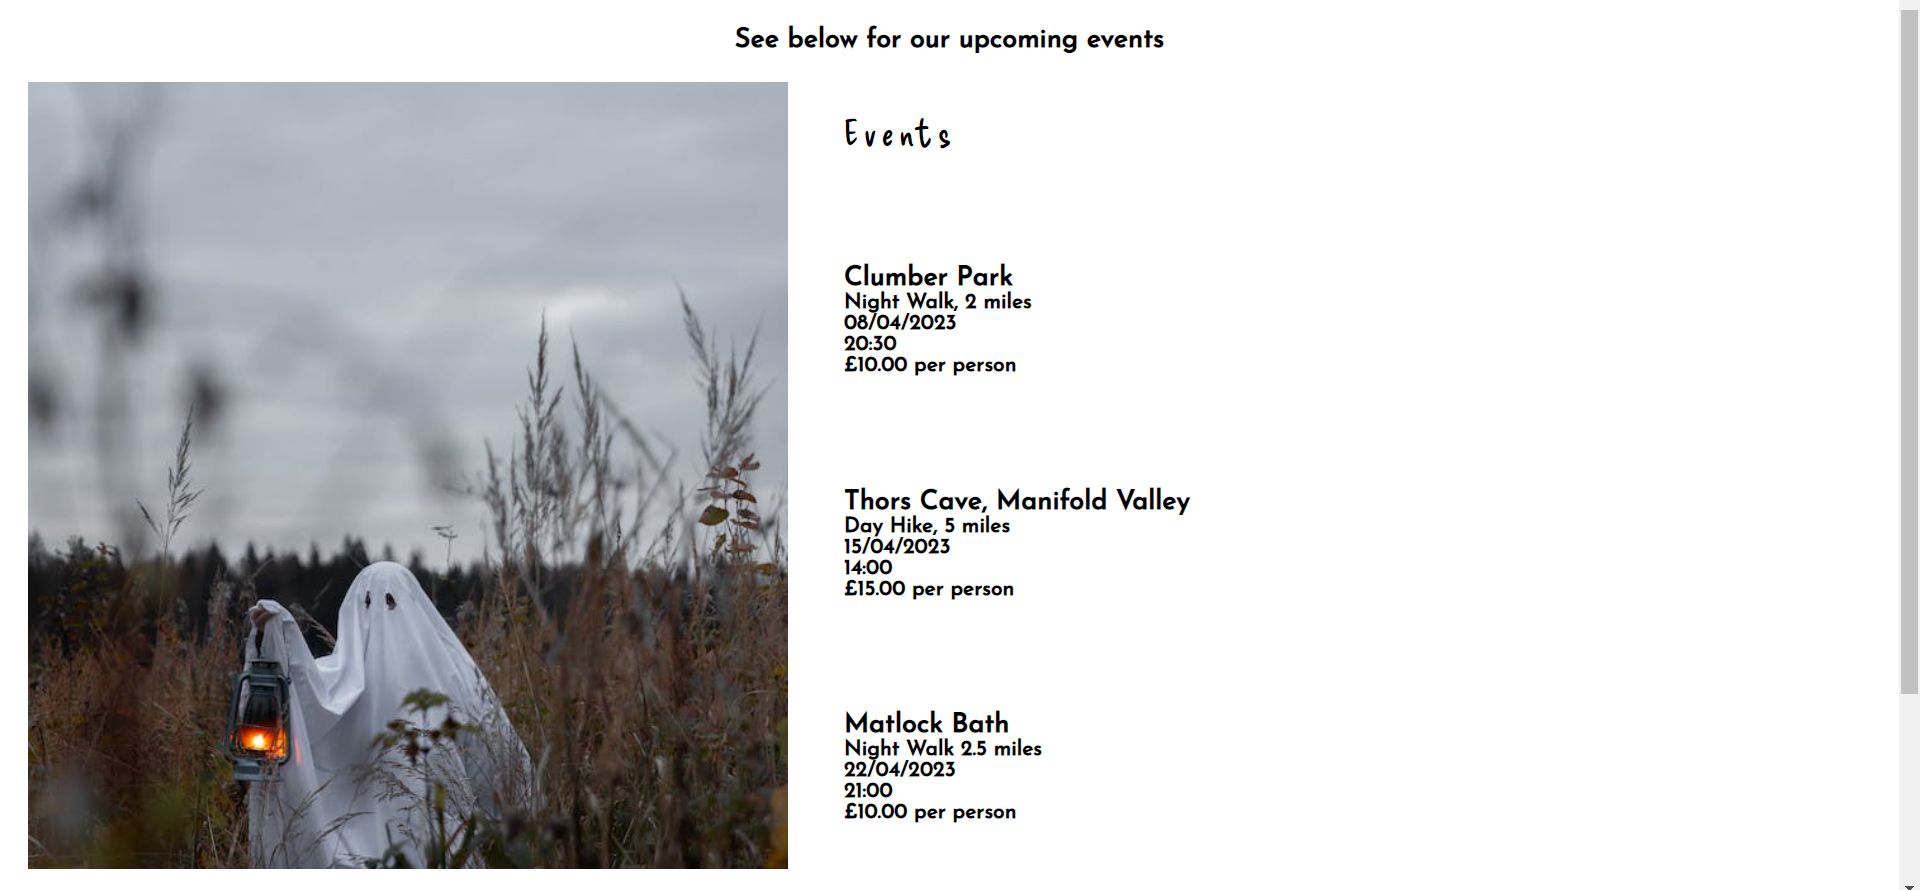 See below for our upcoming events
Events
Clumber Park
Night Walk, 2 miles
08/04/2023
20:30
£10.00 per person
Thors Cave, Manifold Valley
Day Hike, 5 miles
15/04/2023
14:00
£15.00 per person
Matlock Bath
Night Walk 2.5 miles
22/04/2023
21:00
£10.00 per person